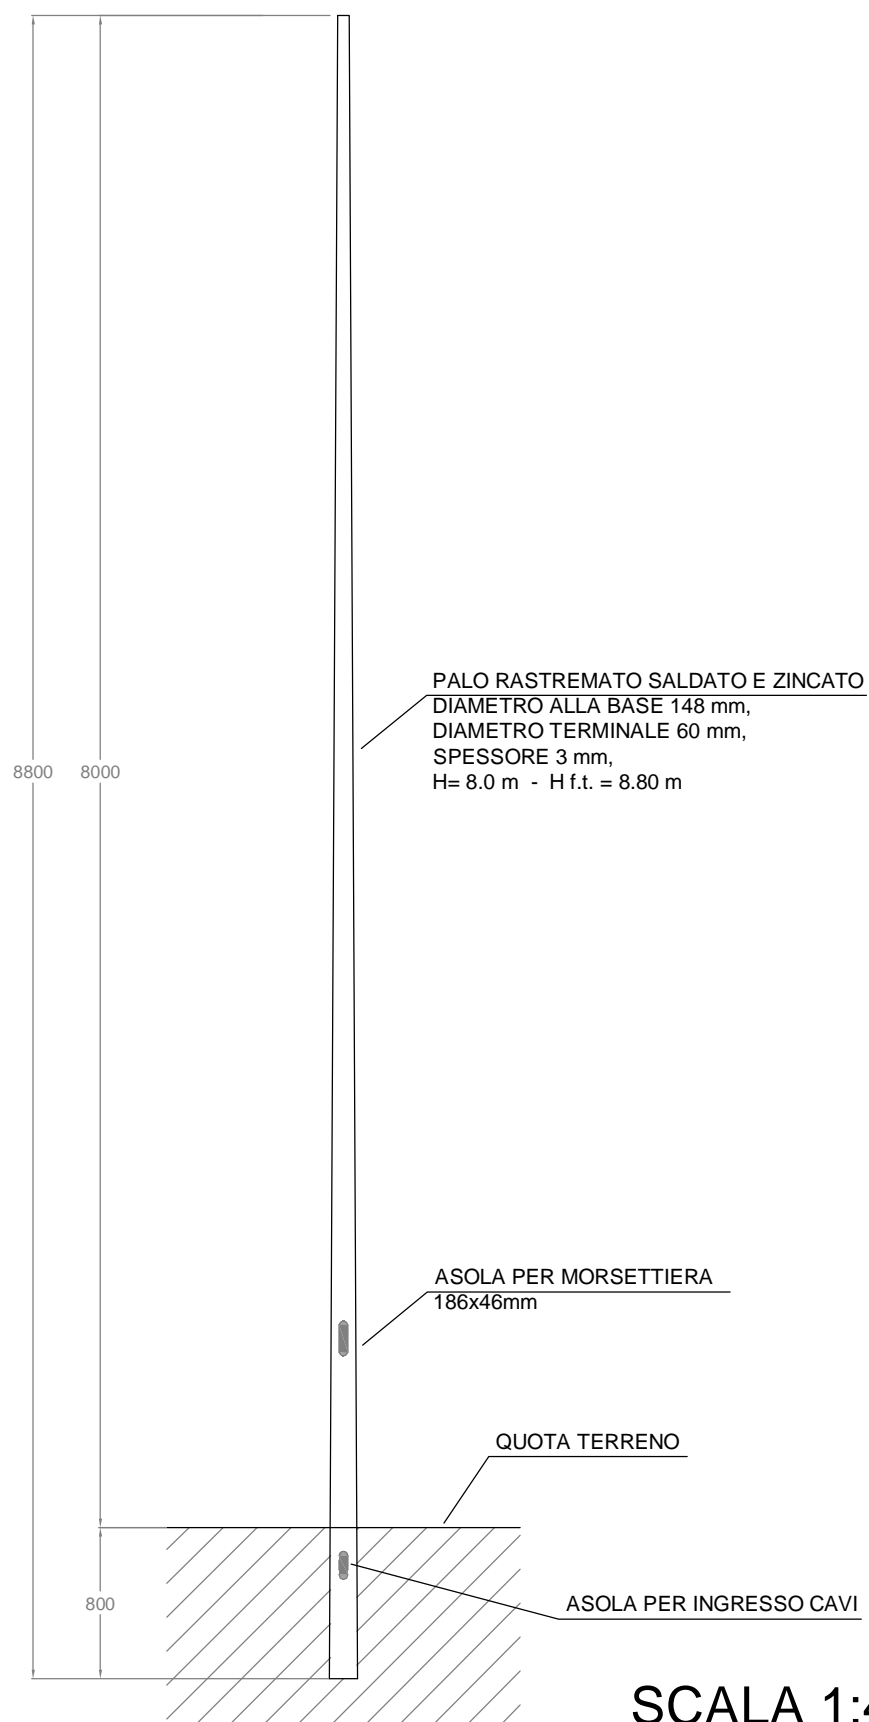 PALO RASTREMATO SALDATO E ZINCATO
DIAMETRO ALLA BASE 148 mm,
DIAMETRO TERMINALE 60 mm,
SPESSORE 3 mm,
H= 8.0 m - H f.t. = 8.80 m
8800
8000
ASOLA PER MORSETTIERA
186x46mm
QUOTA TERRENO
800
ASOLA PER INGRESSO CAVI
SCALA